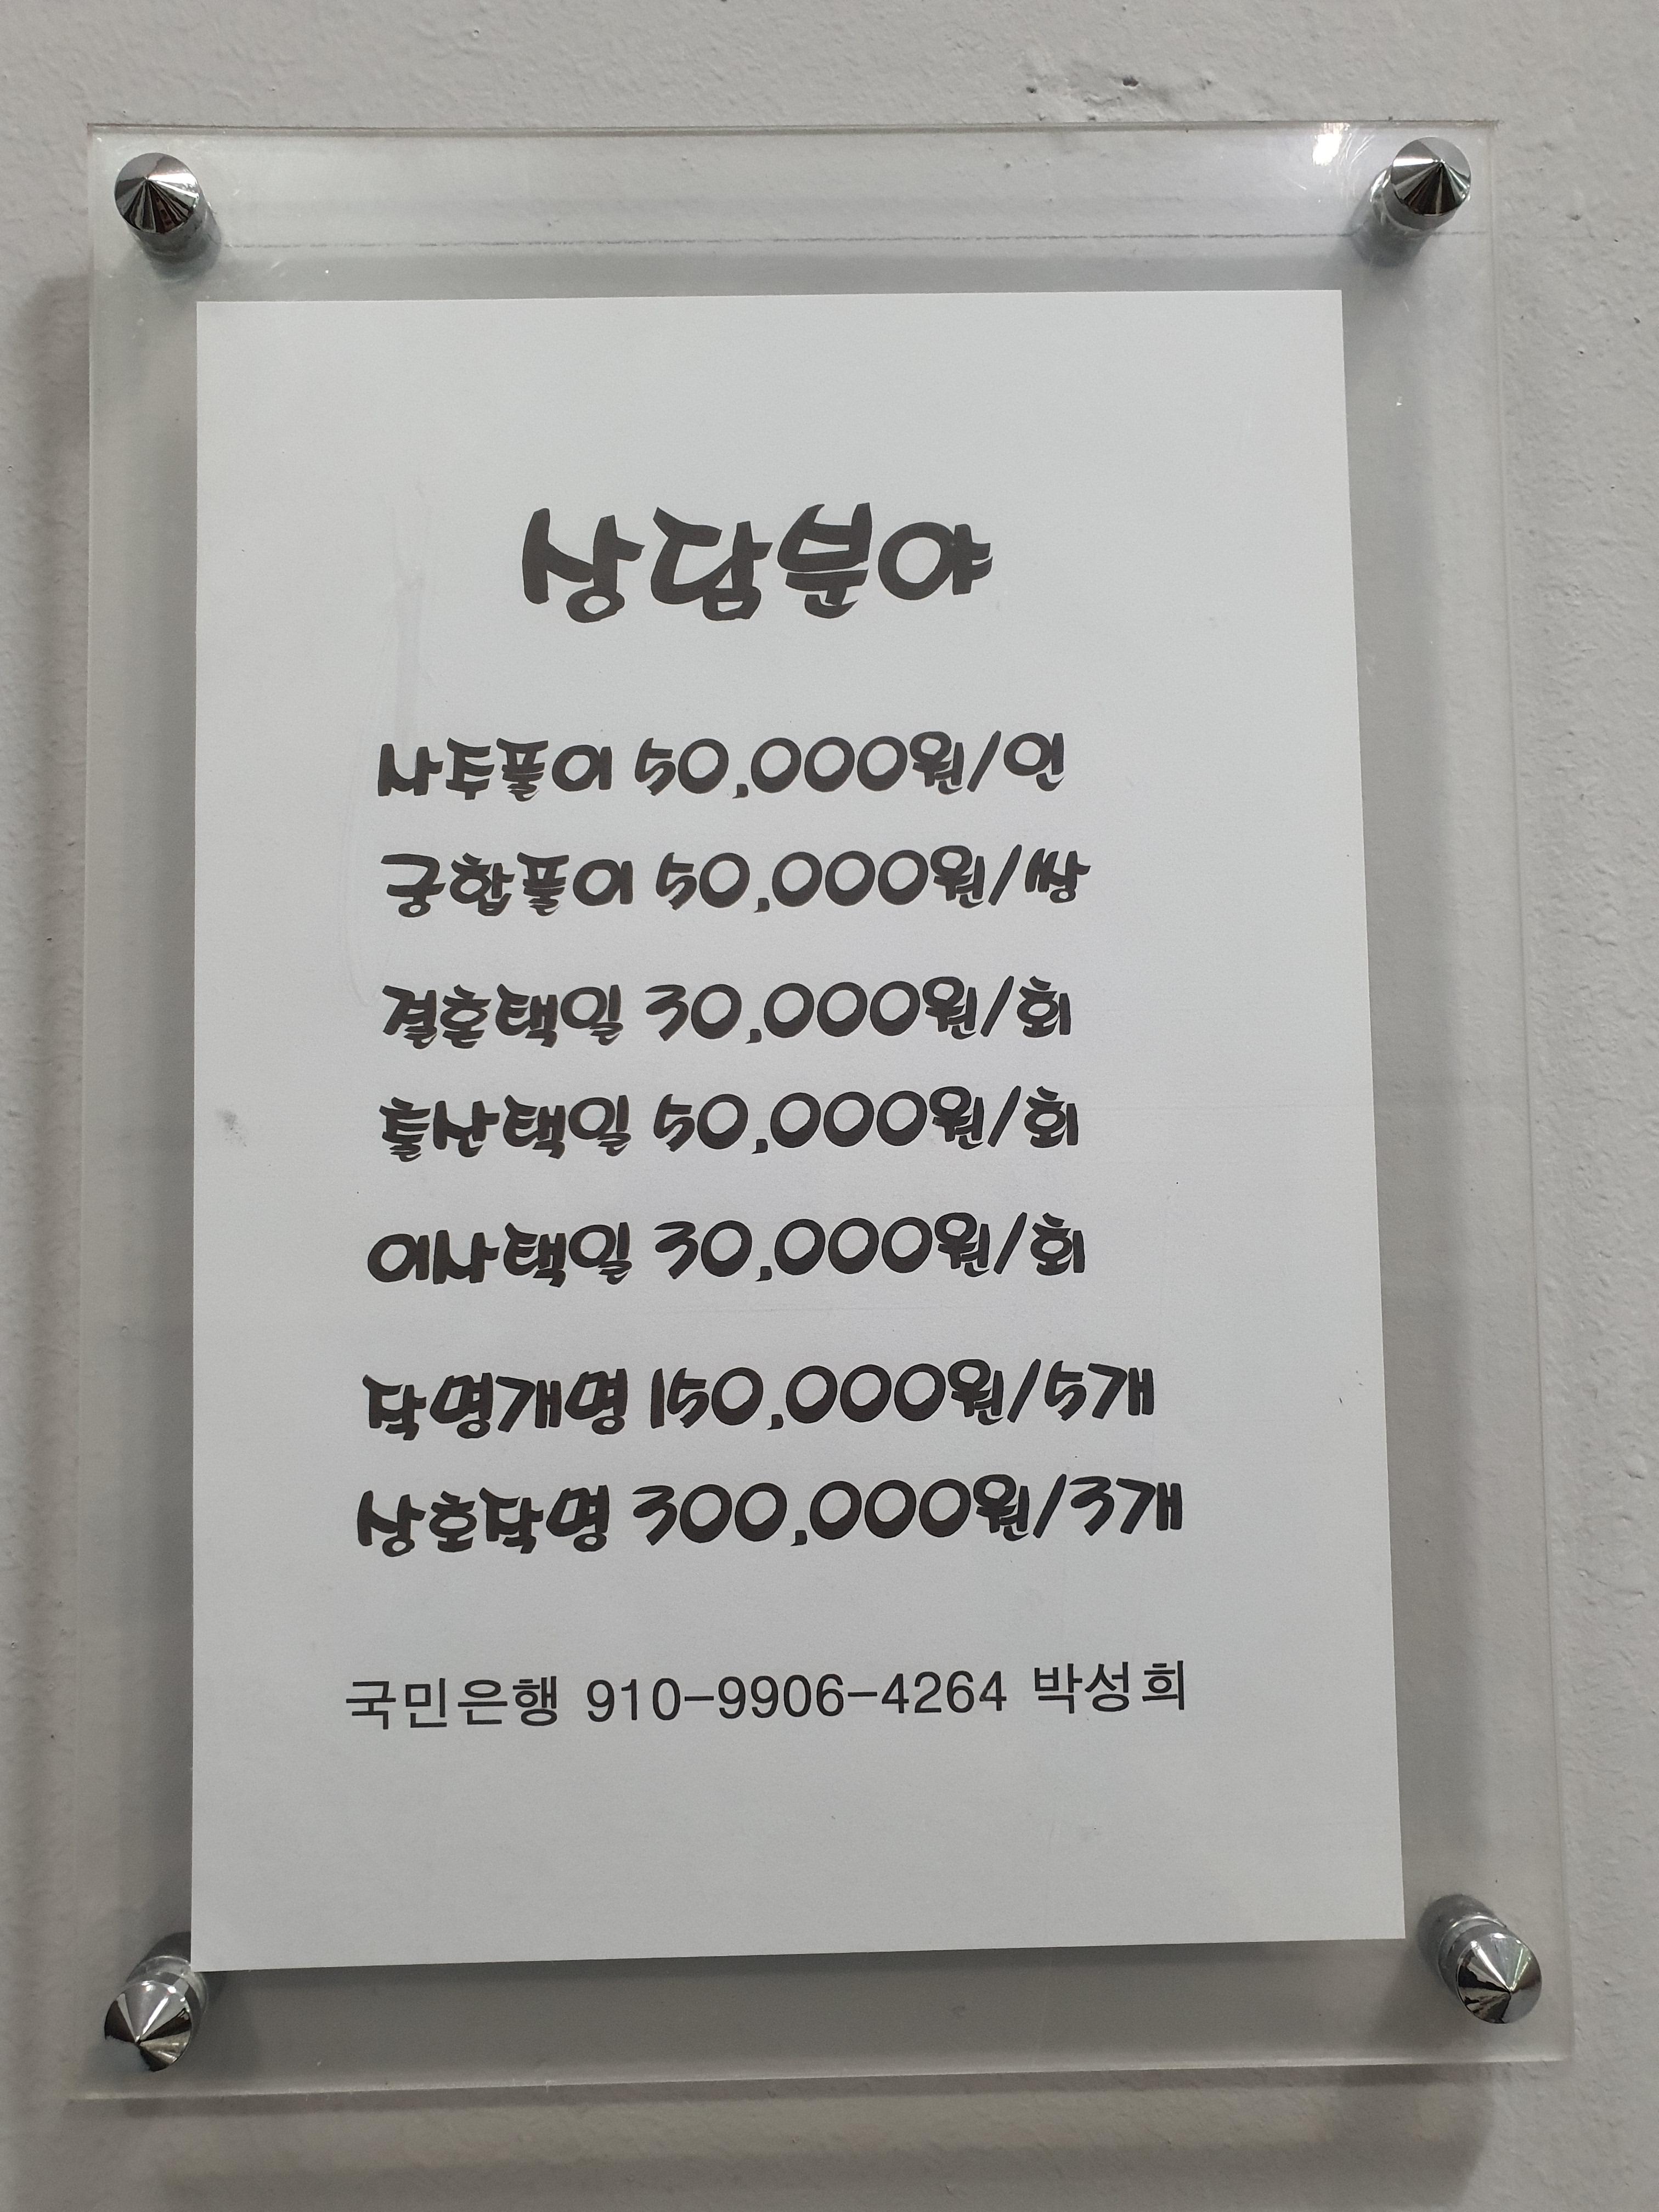 상담분야
사주풀이 50,000원/인
궁합풀이 50,000원/쌍
결혼택일 30,000원/회
출산택일 50,000원/회
이사택일 30,000원/회
작명개명 150,000원/5개
상호작명 300,000원/3개
국민은행 910-9906-4264 박성희